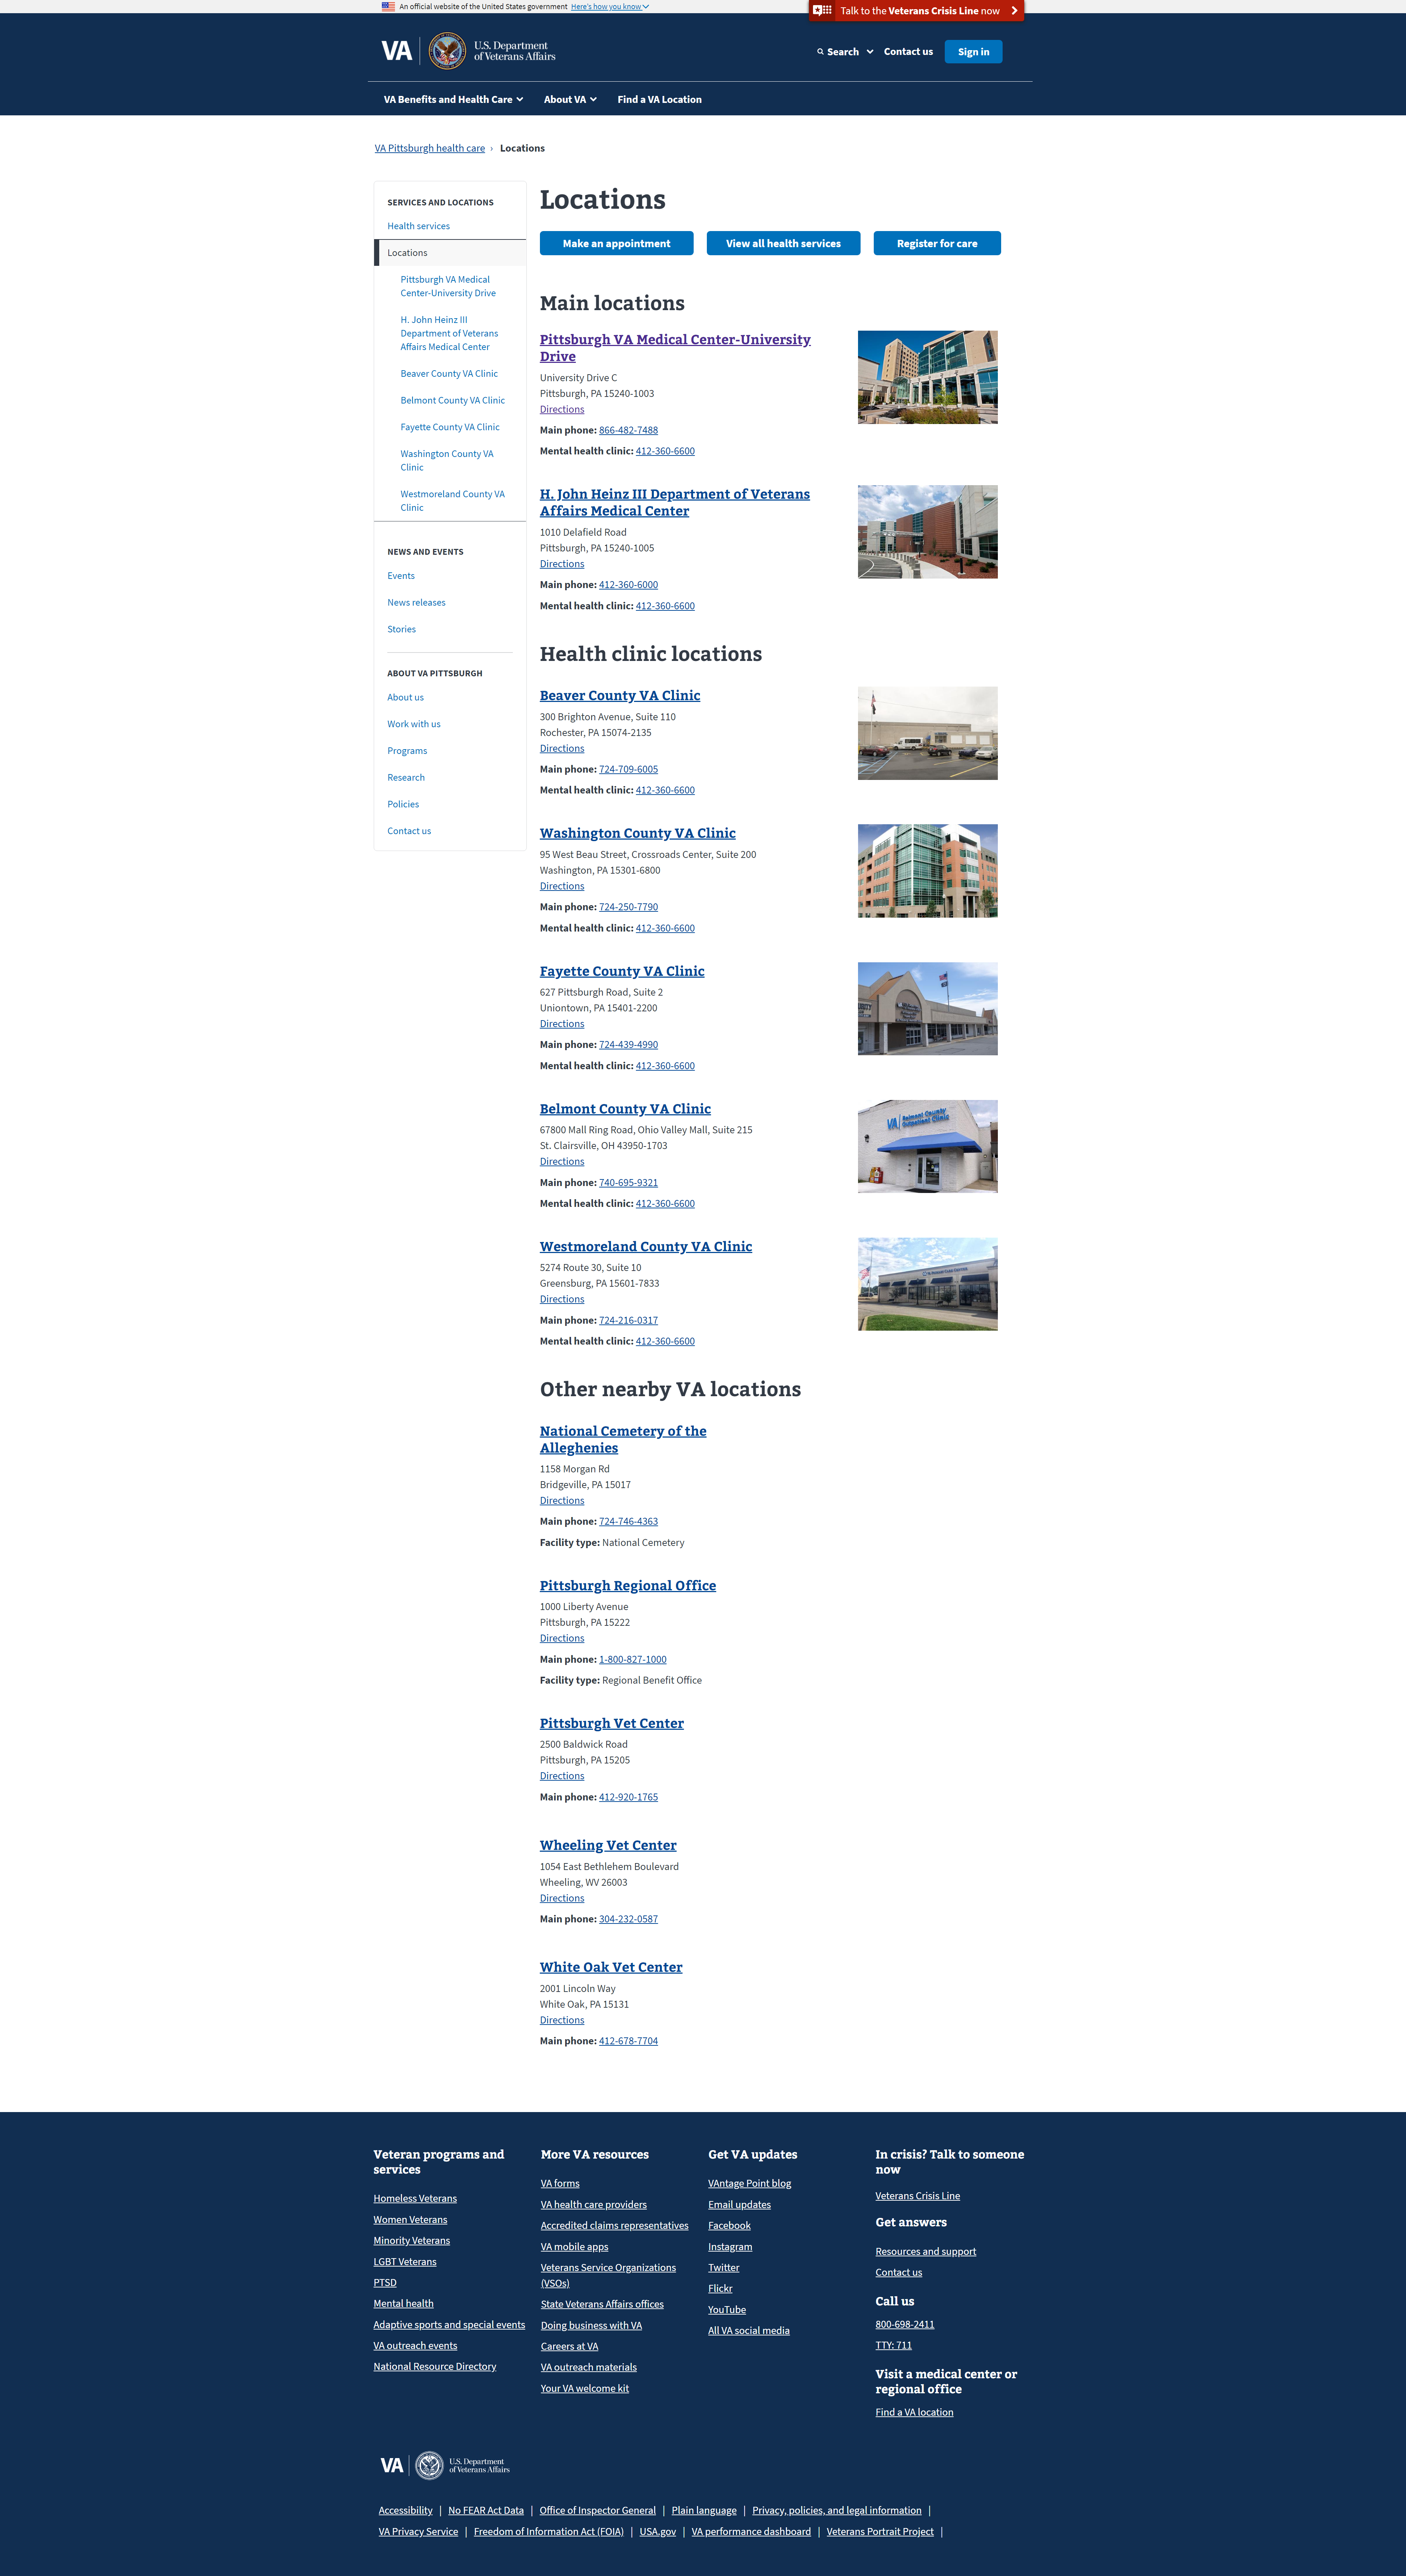 An official website of the United States government Here's how you know
Talk to the Veterans Crisis Line now
VA
U.S. Department
of Veterans Affairs
Search
Contact us
Sign in
VA Benefits and Health Care
About VA
Find a VA Location
VA Pittsburgh health care › Locations
SERVICES AND LOCATIONS
Health services
Locations
Pittsburgh VA Medical
Center-University Drive
H. John Heinz III
Department of Veterans
Affairs Medical Center
Beaver County VA Clinic
Belmont County VA Clinic
Fayette County VA Clinic
Washington County VA
Clinic
Westmoreland County VA
Clinic
NEWS AND EVENTS
Events
News releases
Stories
ABOUT VA PITTSBURGH
About us
Work with us
Programs
Research
Policies
Contact us
Locations
Make an appointment
View all health services
Register for care
Main locations
Pittsburgh VA Medical Center-University
Drive
University Drive C
Pittsburgh, PA 15240-1003
Directions
Main phone: 866-482-7488
Mental health clinic: 412-360-6600
H. John Heinz III Department of Veterans
Affairs Medical Center
1010 Delafield Road
Pittsburgh, PA 15240-1005
Directions
Main phone: 412-360-6000
Mental health clinic: 412-360-6600
Health clinic locations
Beaver County VA Clinic
300 Brighton Avenue, Suite 110
Rochester, PA 15074-2135
Directions
Main phone: 724-709-6005
Mental health clinic: 412-360-6600
Washington County VA Clinic
95 West Beau Street, Crossroads Center, Suite 200
Washington, PA 15301-6800
Directions
Main phone: 724-250-7790
Mental health clinic: 412-360-6600
Fayette County VA Clinic
627 Pittsburgh Road, Suite 2
Uniontown, PA 15401-2200
Directions
Main phone: 724-439-4990
Mental health clinic: 412-360-6600
Belmont County VA Clinic
67800 Mall Ring Road, Ohio Valley Mall, Suite 215
St. Clairsville, OH 43950-1703
Directions
Main phone: 740-695-9321
Mental health clinic: 412-360-6600
VA Belmont County
Outpatient Clinic
Westmoreland County VA Clinic
5274 Route 30, Suite 10
Greensburg, PA 15601-7833
Directions
Main phone: 724-216-0317
Mental health clinic: 412-360-6600
Other nearby VA locations
National Cemetery of the
Alleghenies
1158 Morgan Rd
Bridgeville, PA 15017
Directions
Main phone: 724-746-4363
Facility type: National Cemetery
Pittsburgh Regional Office
1000 Liberty Avenue
Pittsburgh, PA 15222
Directions
Main phone: 1-800-827-1000
Facility type: Regional Benefit Office
Pittsburgh Vet Center
2500 Baldwick Road
Pittsburgh, PA 15205
Directions
Main phone: 412-920-1765
Wheeling Vet Center
1054 East Bethlehem Boulevard
Wheeling, WV 26003
Directions
Main phone: 304-232-0587
White Oak Vet Center
2001 Lincoln Way
White Oak, PA 15131
Directions
Main phone: 412-678-7704
Veteran programs and
services
Homeless Veterans
Women Veterans
Minority Veterans
LGBT Veterans
PTSD
Mental health
Adaptive sports and special events
VA outreach events
National Resource Directory
More VA resources
VA forms
VA health care providers
Accredited claims representatives
VA mobile apps
Veterans Service Organizations
(VSOs)
State Veterans Affairs offices
Doing business with VA
Careers at VA
VA outreach materials
Your VA welcome kit
Get VA updates
VAntage Point blog
Email updates
Facebook
Instagram
Twitter
Flickr
YouTube
All VA social media
In crisis? Talk to someone
now
Veterans Crisis Line
Get answers
Resources and support
Contact us
Call us
800-698-2411
TTY: 711
Visit a medical center or
regional office
Find a VA location
VA
U.S. Department
of Veterans Affairs
Accessibility | No FEAR Act Data | Office of Inspector General | Plain language | Privacy, policies, and legal information |
VA Privacy Service | Freedom of Information Act (FOIA) | USA.gov | VA performance dashboard | Veterans Portrait Project |